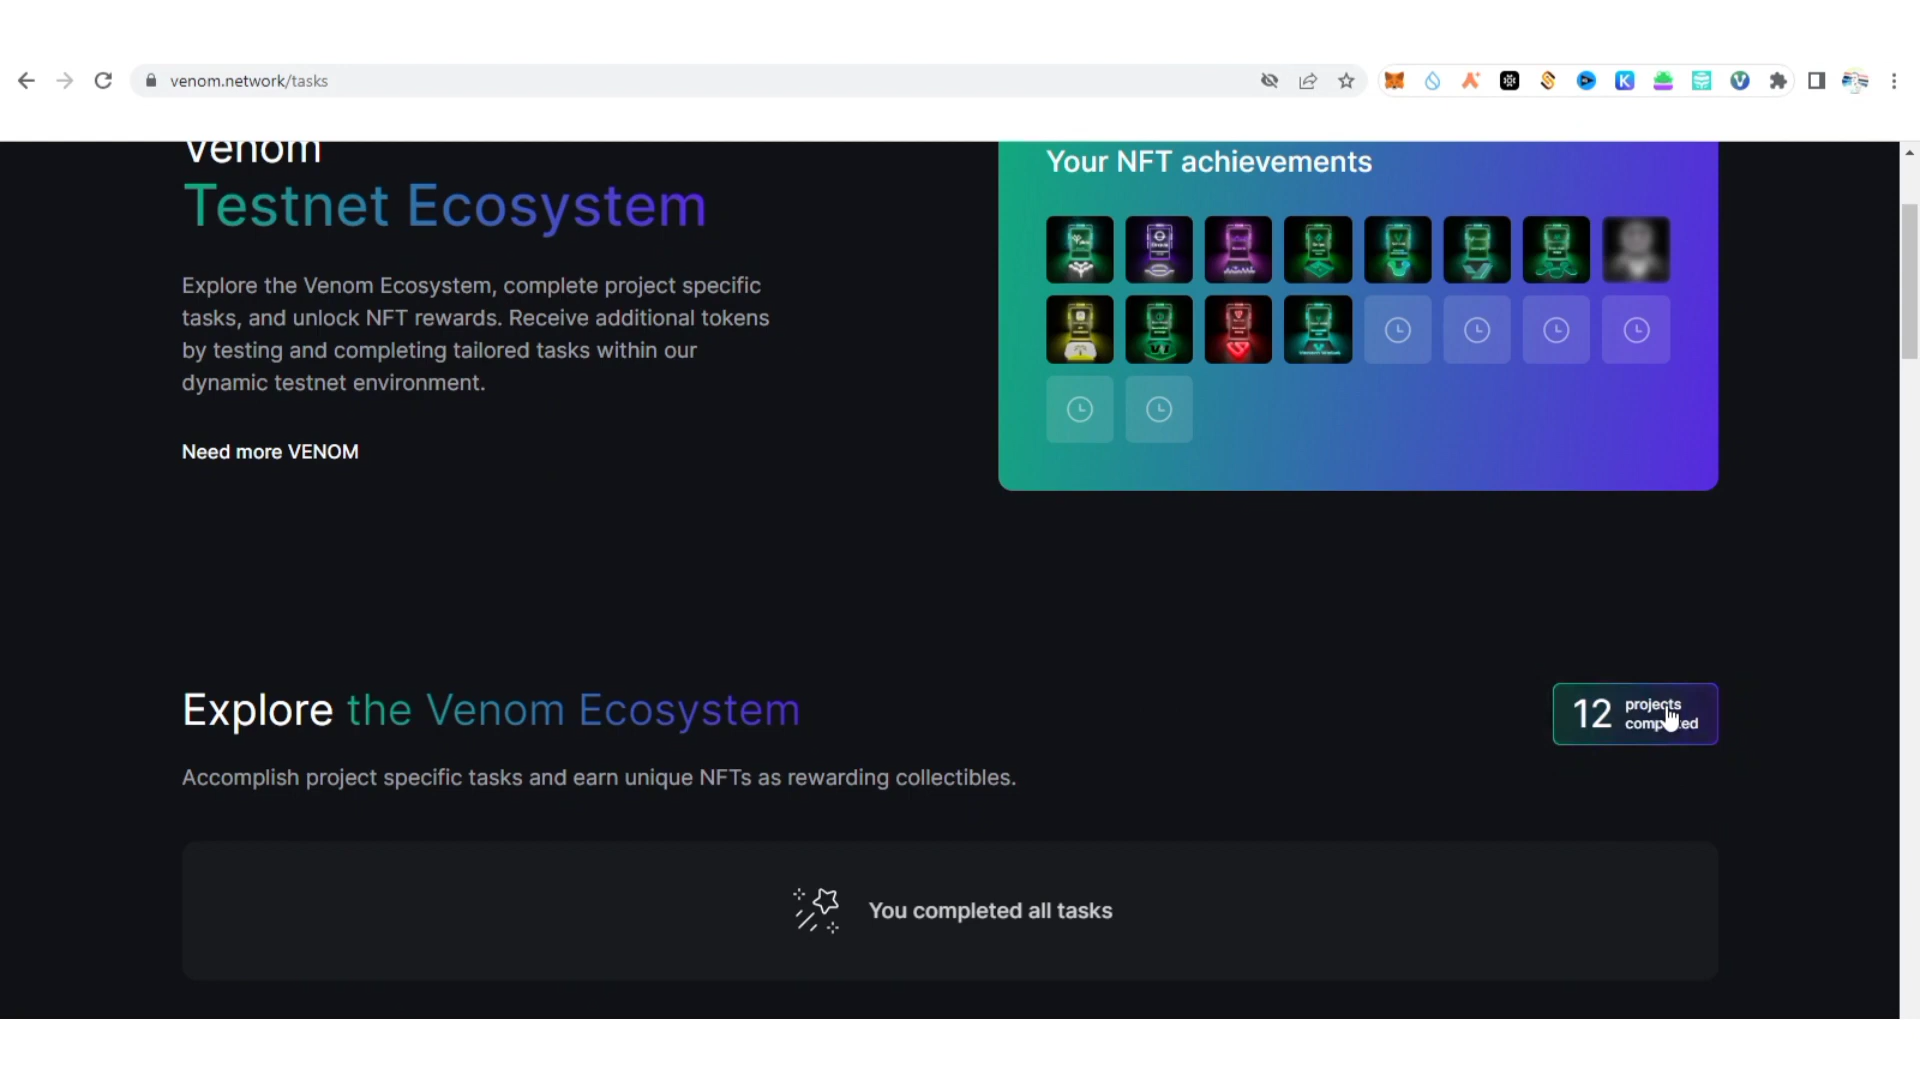 venom.network/tasks
Venom
Testnet Ecosystem
Explore the Venom Ecosystem, complete project specific
tasks, and unlock NFT rewards. Receive additional tokens
by testing and completing tailored tasks within our
dynamic testnet environment.
Need more VENOM
Your NFT achievements
Explore the Venom Ecosystem
12 projects
completed
Accomplish project specific tasks and earn unique NFTs as rewarding collectibles.
You completed all tasks